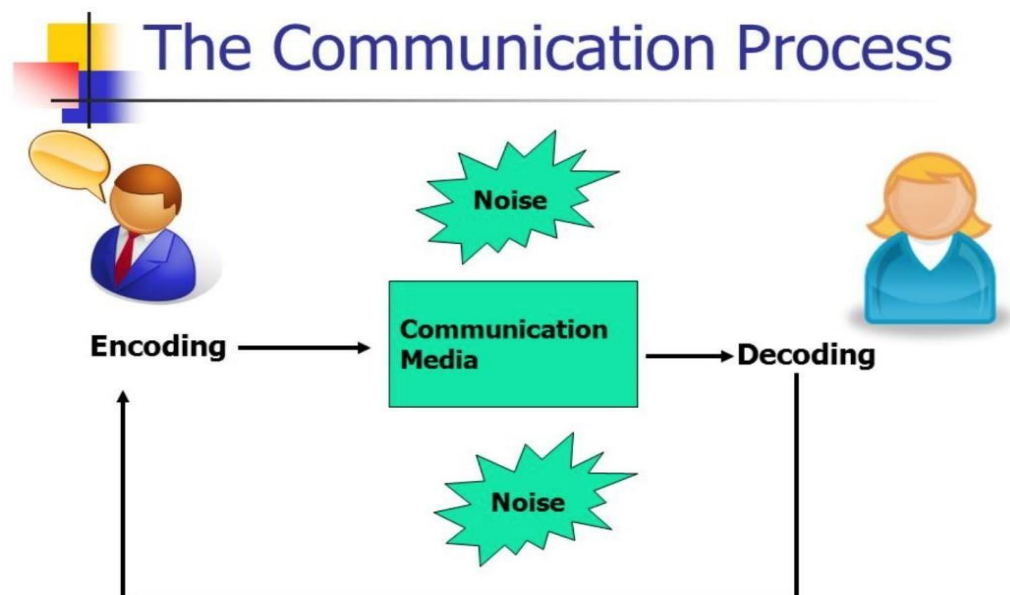 The Communication Process
Noise
Communication
Media
Encoding
Decoding
Noise